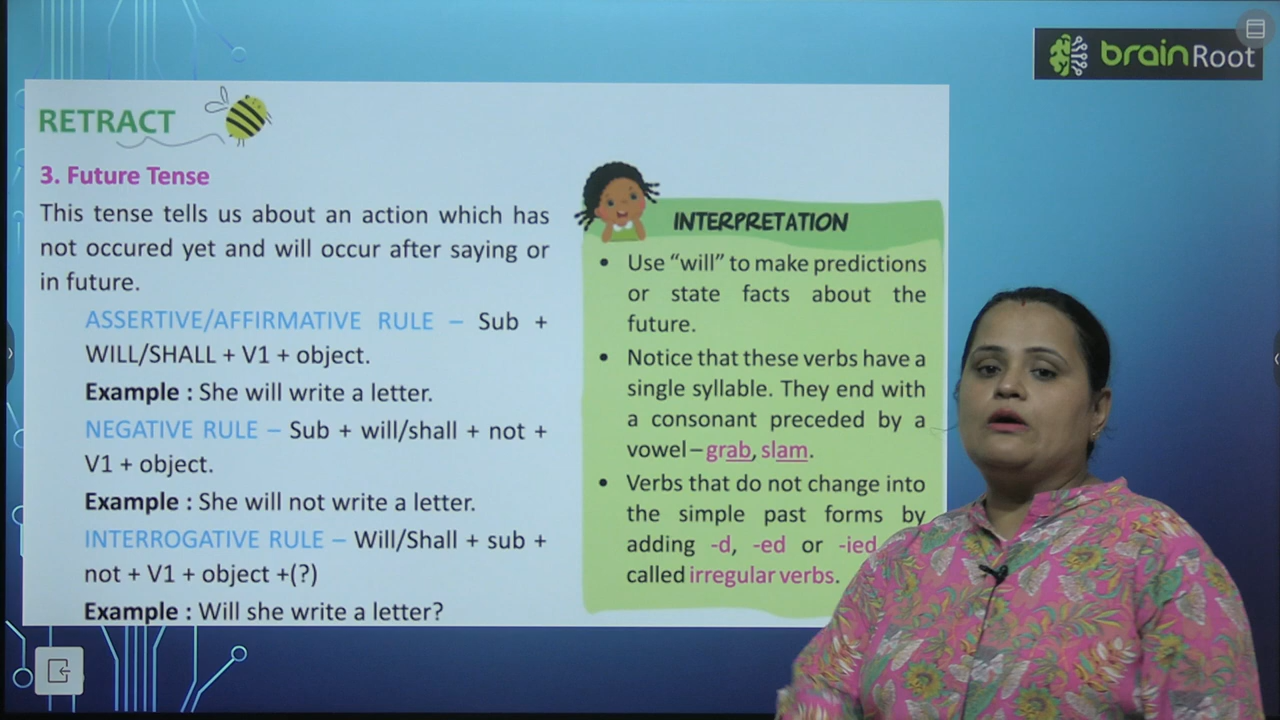 brainRoot
RETRACT
3. Future Tense
This tense tells us about an action which has
not occured yet and will occur after saying or
in future.
ASSERTIVE/AFFIRMATIVE RULE – Sub +
WILL/SHALL + V1 + object.
Example : She will write a letter.
NEGATIVE RULE – Sub + will/shall + not +
V1 + object.
Example : She will not write a letter.
INTERROGATIVE RULE – Will/Shall + sub +
not + V1 + object +(?)
Example : Will she write a letter?
INTERPRETATION
• Use “will” to make predictions
or state facts about the
future.
• Notice that these verbs have a
single syllable. They end with
a consonant preceded by a
vowel – grab, slam.
• Verbs that do not change into
the simple past forms by
adding -d, -ed or -ied
called irregular verbs.